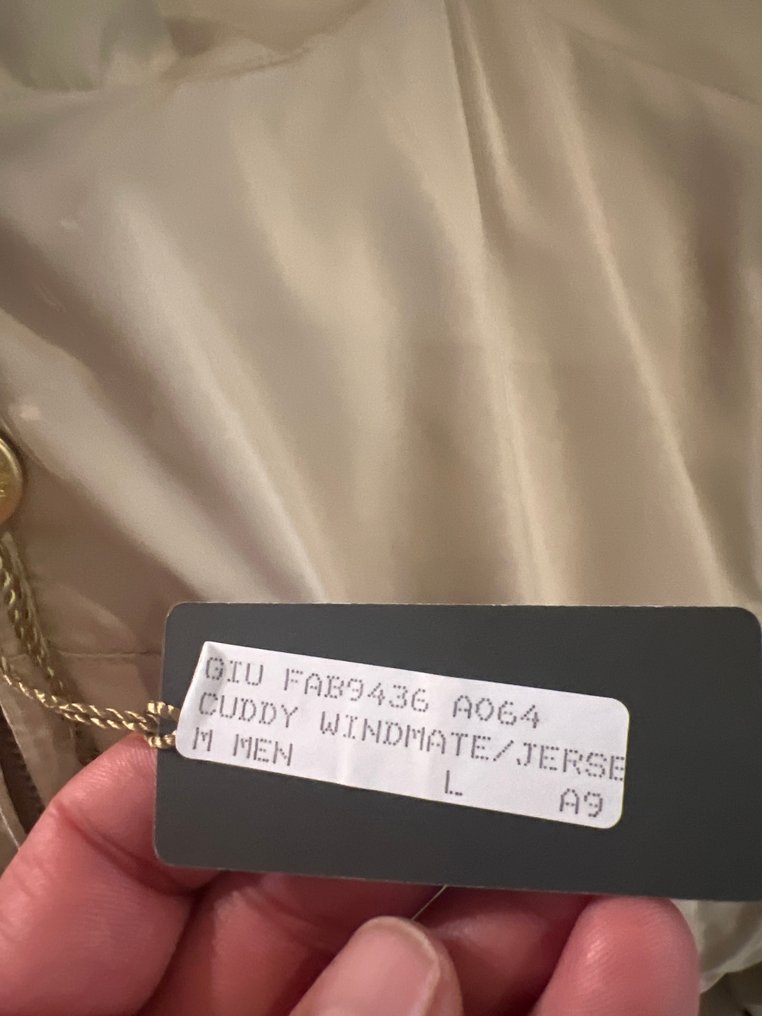 GIU FAB9436 A064
CUDDY WINDMATE/JERSE
M MEN
L A9